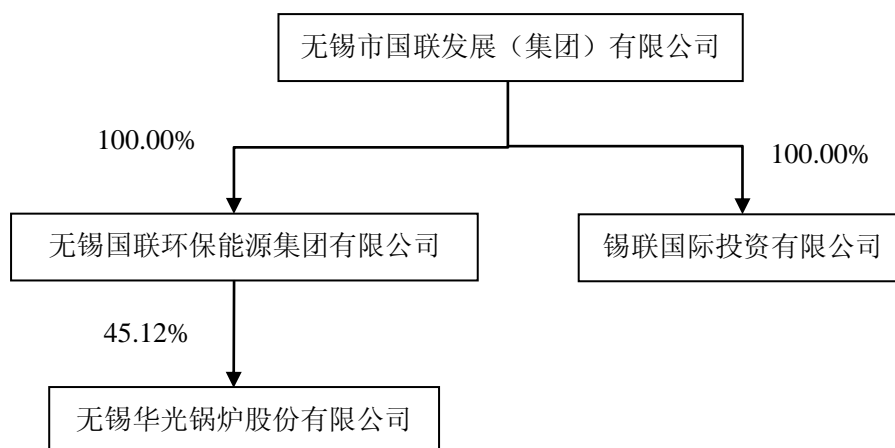 无锡市国联发展（集团）有限公司
100.00%
100.00%
无锡国联环保能源集团有限公司
锡联国际投资有限公司
45.12%
无锡华光锅炉股份有限公司